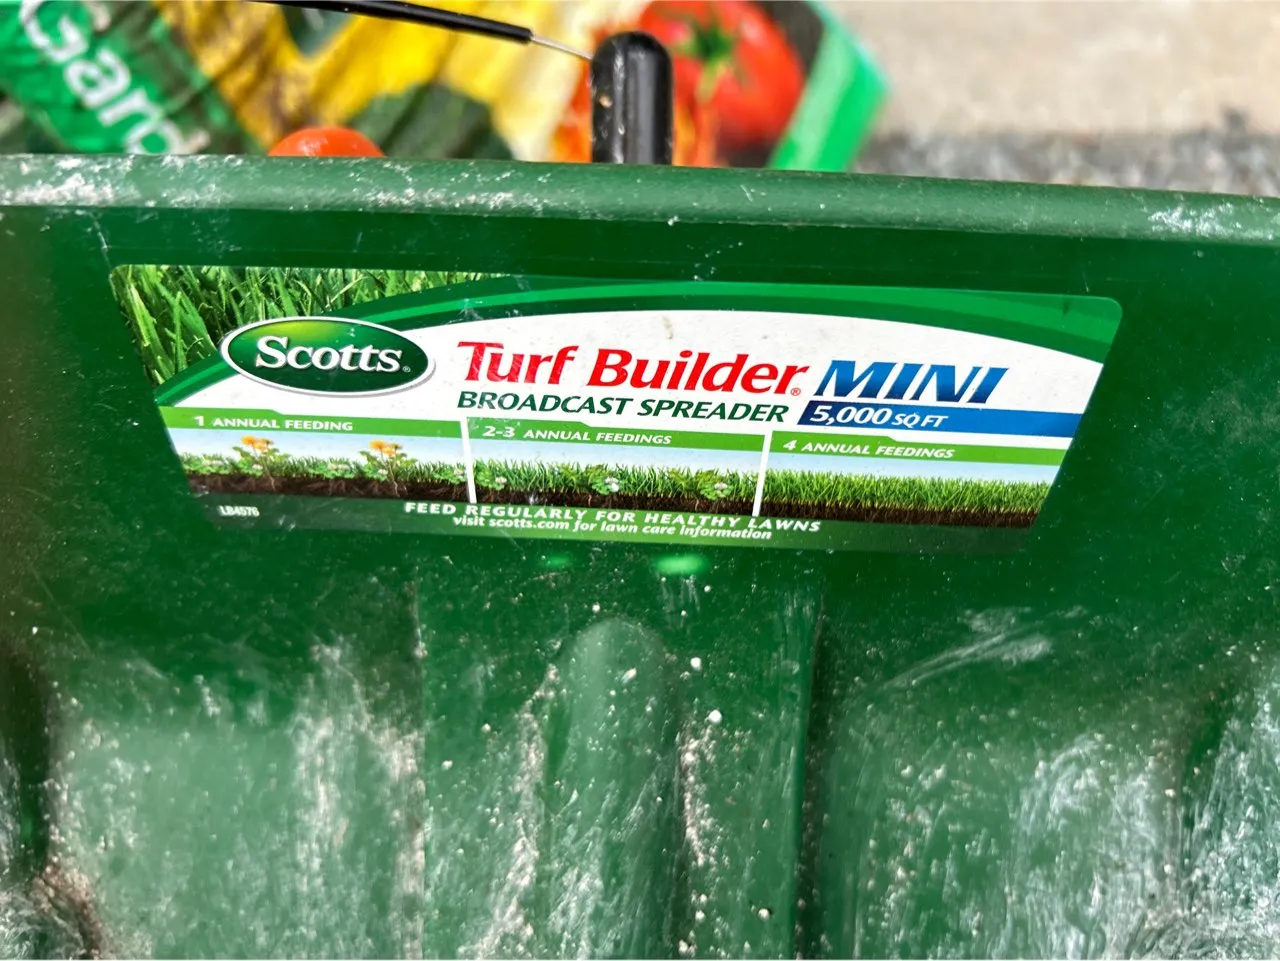 Gard
Scotts®
Turf Builder® MINI
BROADCAST SPREADER 5,000 SQ FT
1 ANNUAL FEEDING
2-3 ANNUAL FEEDINGS
4 ANNUAL FEEDINGS
LB4576
FEED REGULARLY FOR HEALTHY LAWNS
visit scotts.com for lawn care information